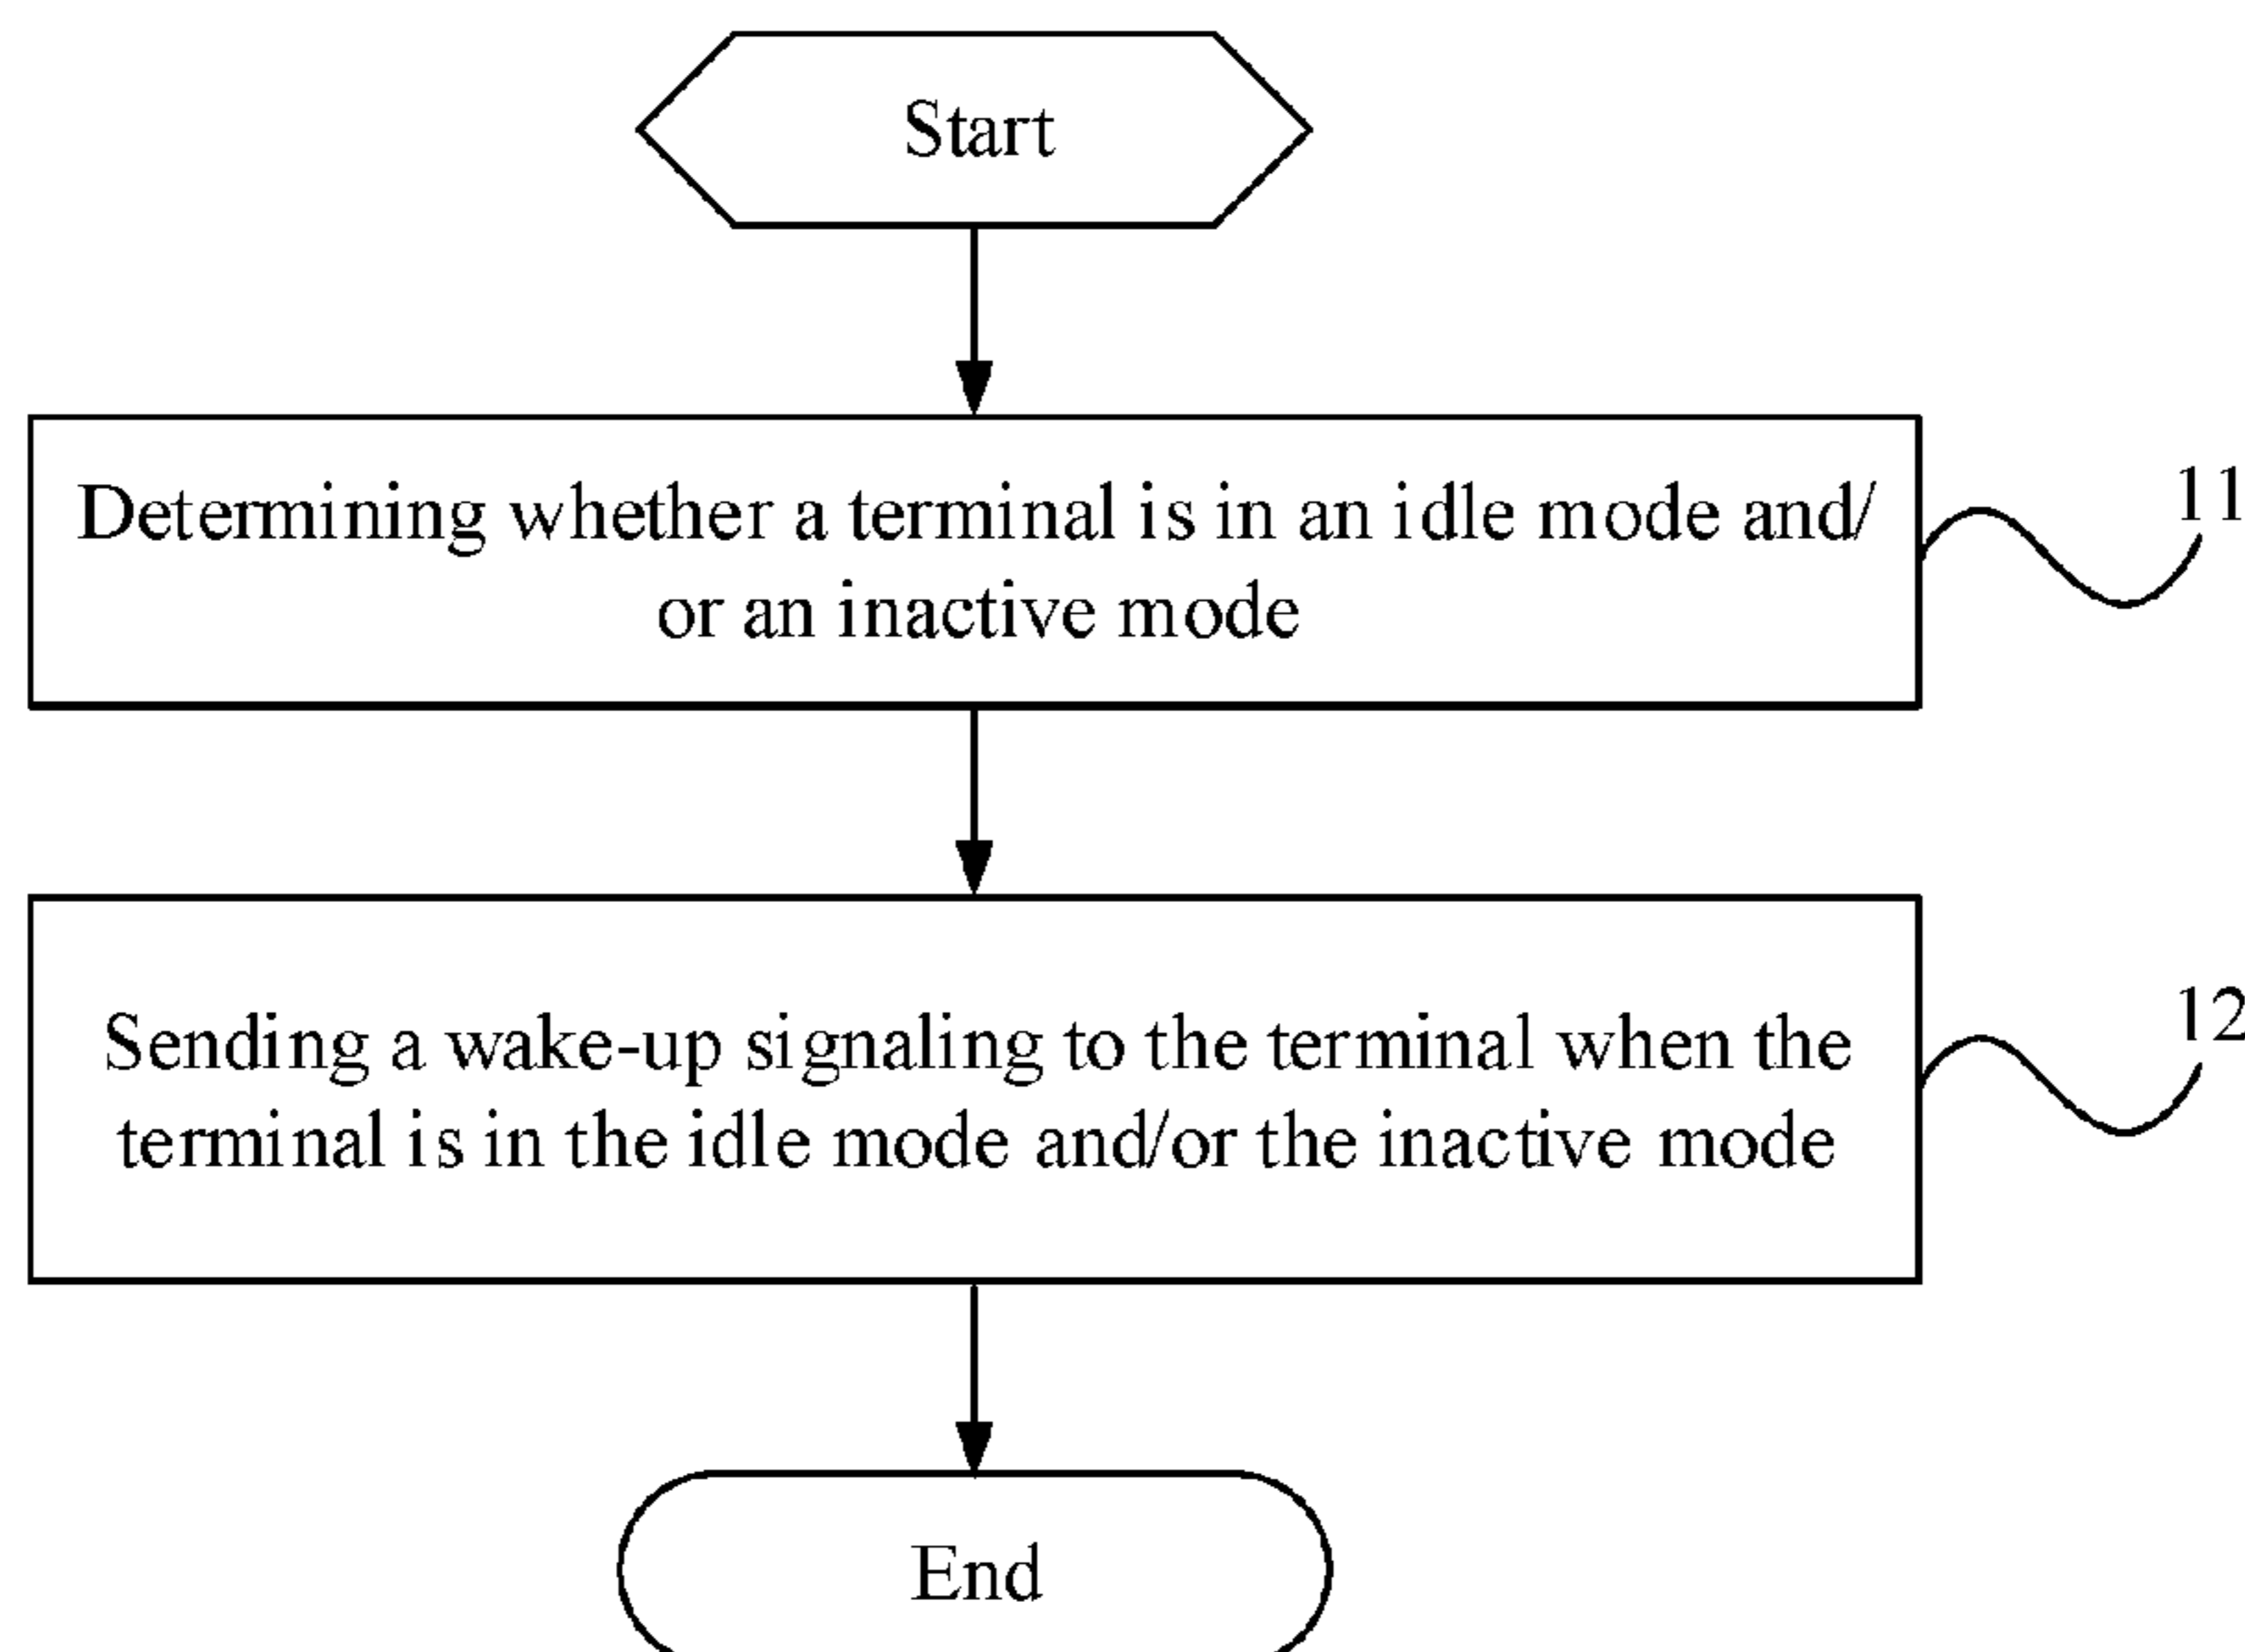 Start
Determining whether a terminal is in an idle mode and/
or an inactive mode
11
Sending a wake-up signaling to the terminal when the
terminal is in the idle mode and/or the inactive mode
12
End